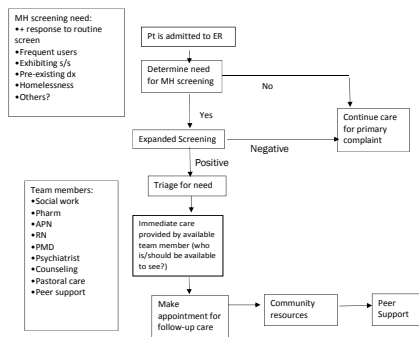 MH screening need:
•+ response to routine
screen
•Frequent users
•Exhibiting s/s
•Pre-existing dx
•Homelessness
•Others?
Pt is admitted to ER
Determine need
for MH screening
No
Yes
Continue care
for primary
complaint
Expanded Screening
Negative
Positive
Triage for need
Team members:
•Social work
•Pharm
•APN
•RN
•PMD
•Psychiatrist
•Counseling
•Pastoral care
•Peer support
Immediate care
provided by available
team member (who
is/should be available
to see?)
Make
appointment for
follow-up care
Community
resources
Peer
Support